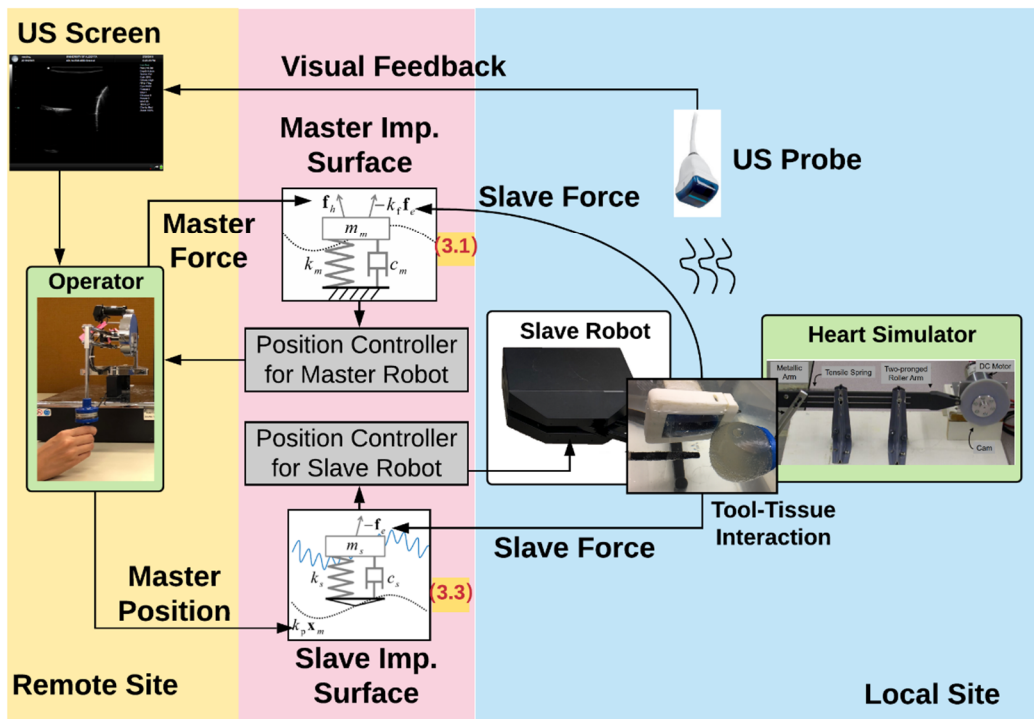 US Screen
Visual Feedback
Master Imp.
Surface
US Probe
Slave Force
Master
Force
f_h
-k_f f_e
m_m
k_m
c_m
(3.1)
Operator
Position Controller
for Master Robot
Slave Robot
Heart Simulator
Metallic
Arm
Tensile Spring
Two-pronged
Roller Arm
DC Motor
Cam
Position Controller
for Slave Robot
Tool-Tissue
Interaction
-f_e
m_s
k_s
c_s
(3.3)
Slave Force
Master
Position
k_p x_m
Slave Imp.
Surface
Remote Site
Local Site